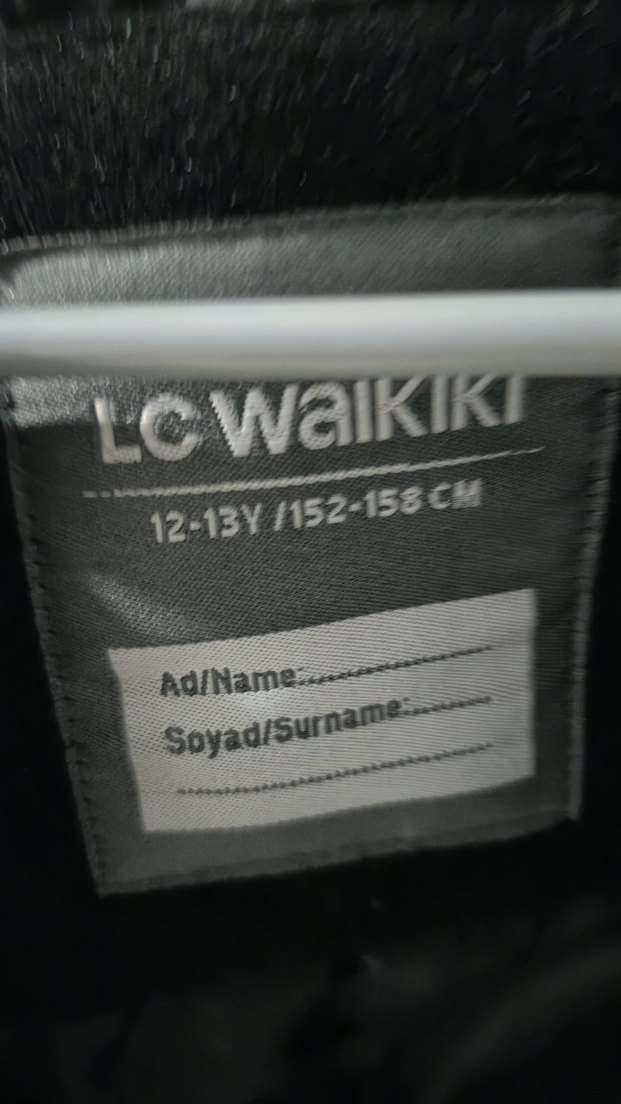 LC Waikiki
12-13Y /152-158 CM
Ad/Name:....................
Soyad/Surname:..........
........................................